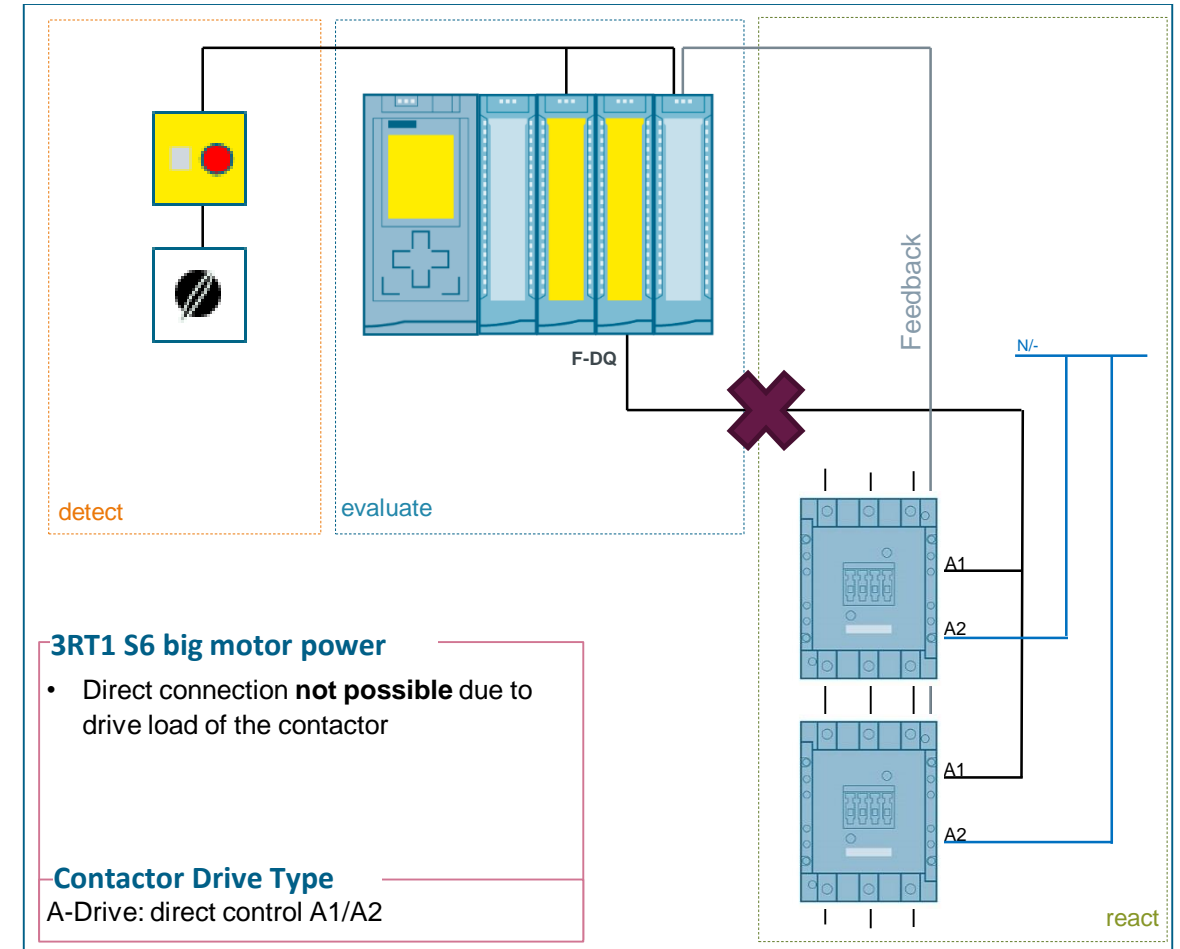 Feedback
N/-
F-DQ
detect
evaluate
A1
A2
3RT1 S6 big motor power
• Direct connection not possible due to
drive load of the contactor
A1
A2
Contactor Drive Type
A-Drive: direct control A1/A2
react